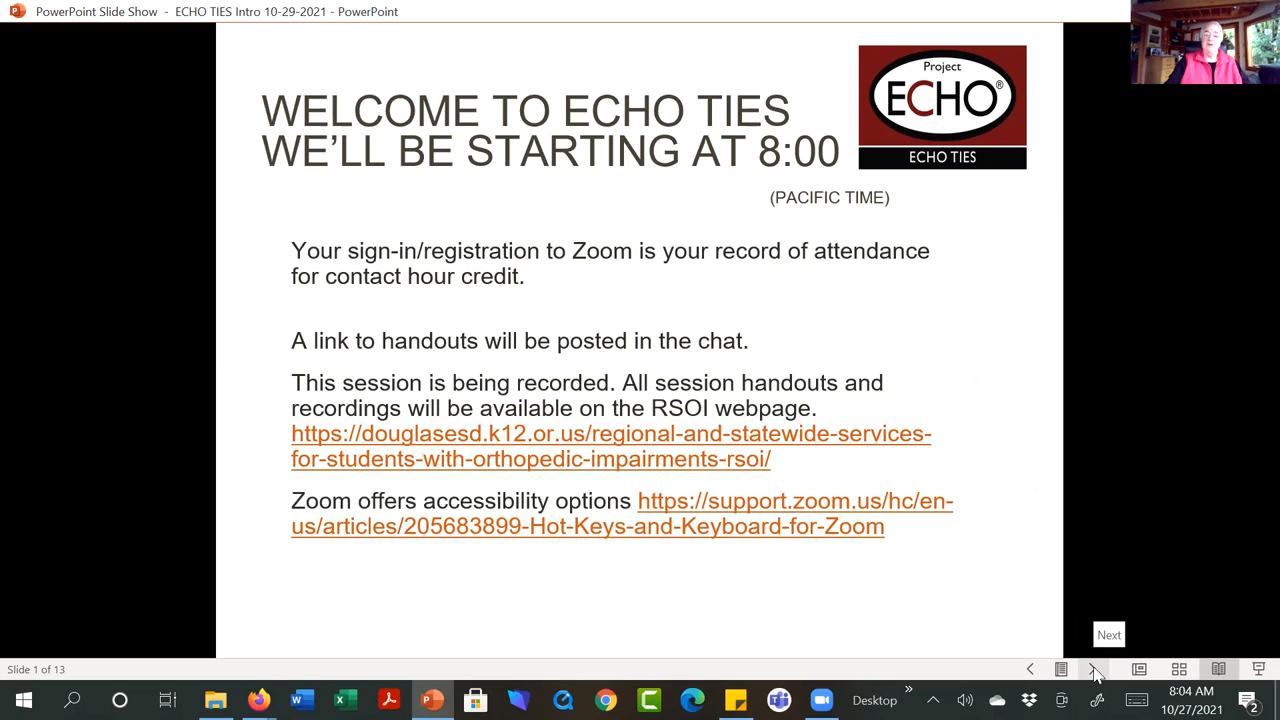 PowerPoint Slide Show - ECHO TIES Intro 10-29-2021 - PowerPoint
Project
ECHO®
ECHO TIES
WELCOME TO ECHO TIES
WE’LL BE STARTING AT 8:00
(PACIFIC TIME)
Your sign-in/registration to Zoom is your record of attendance
for contact hour credit.
A link to handouts will be posted in the chat.
This session is being recorded. All session handouts and
recordings will be available on the RSOI webpage.
https://douglasesd.k12.or.us/regional-and-statewide-services-
for-students-with-orthopedic-impairments-rsoi/
Zoom offers accessibility options https://support.zoom.us/hc/en-
us/articles/205683899-Hot-Keys-and-Keyboard-for-Zoom
Next
Slide 1 of 13
Desktop
8:04 AM
10/27/2021
2